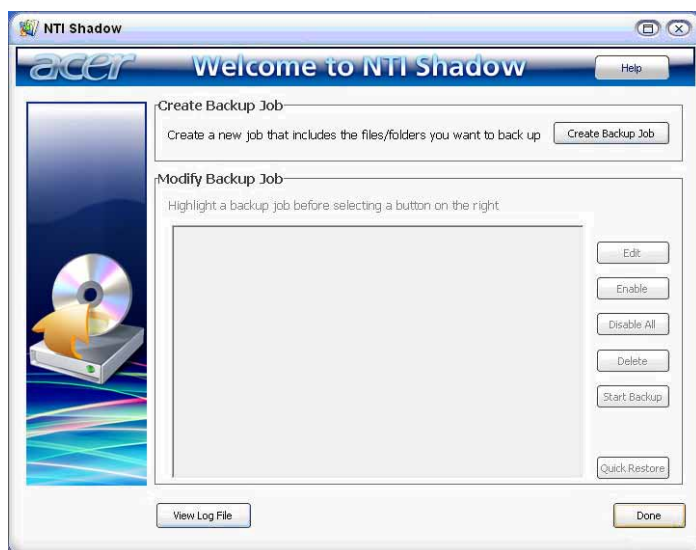 NTI Shadow
acer
Welcome to NTI Shadow
Help
Create Backup Job
Create a new job that includes the files/folders you want to back up
Create Backup Job
Modify Backup Job
Highlight a backup job before selecting a button on the right
Edit
Enable
Disable All
Delete
Start Backup
Quick Restore
View Log File
Done